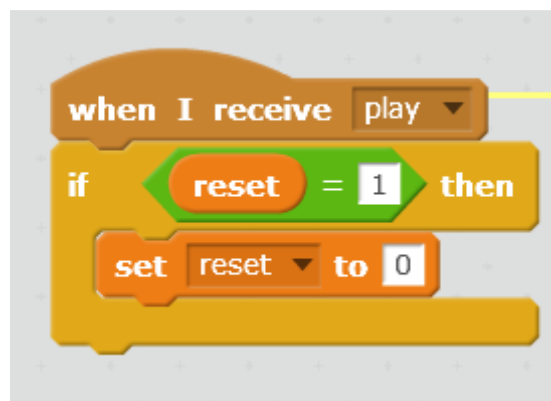 when I receive play
if reset = 1 then
set reset to 0